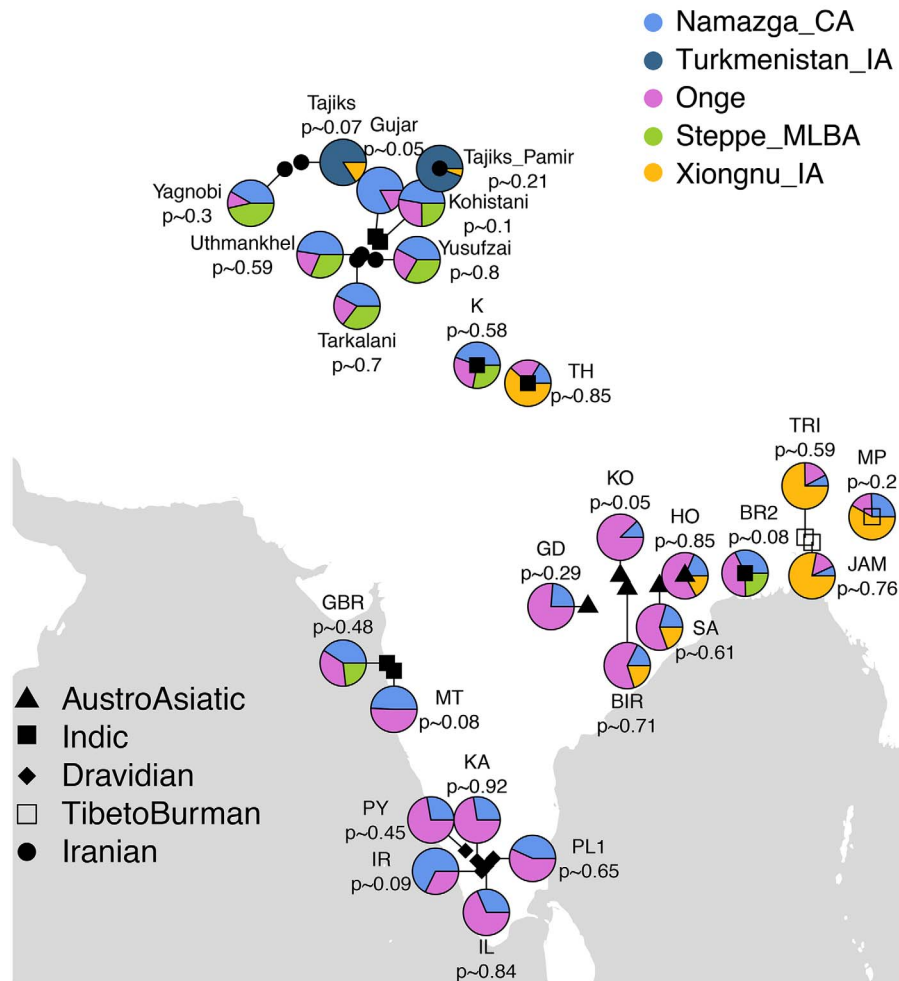 Namazga_CA
Turkmenistan_IA
Onge
Steppe_MLBA
Xiongnu_IA
Tajiks
p~0.07
Gujar
p~0.05
Tajiks_Pamir
p~0.21
Yagnobi
p~0.3
Kohistani
p~0.1
Uthmankhel
p~0.59
Yusufzai
p~0.8
Tarkalani
p~0.7
K
p~0.58
TH
p~0.85
TRI
p~0.59
MP
p~0.2
KO
p~0.05
HO
p~0.85
BR2
p~0.08
GD
p~0.29
JAM
p~0.76
GBR
p~0.48
SA
p~0.61
BIR
p~0.71
MT
p~0.08
AustroAsiatic
Indic
Dravidian
TibetoBurman
Iranian
KA
p~0.92
PY
p~0.45
PL1
p~0.65
IR
p~0.09
IL
p~0.84